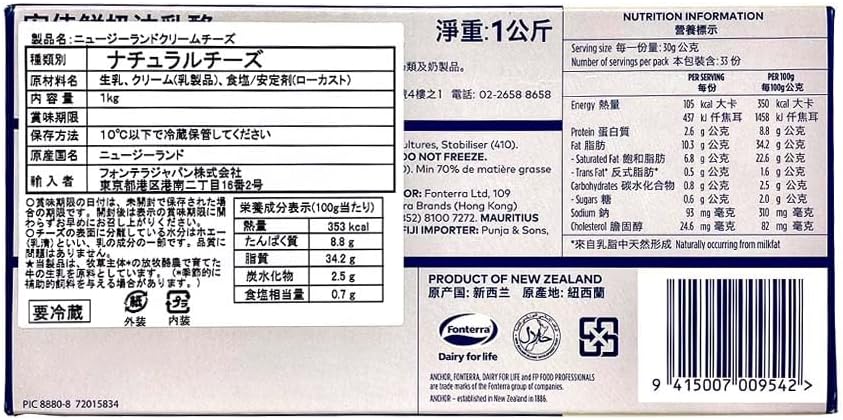 製品名:ニュージーランドクリームチーズ
種類別 ナチュラルチーズ
原材料名 生乳、クリーム(乳製品)、食塩/安定剤(ローカスト)
内容量 1kg
賞味期限
保存方法 10℃以下で冷蔵保管してください
原産国名 ニュージーランド
輸入者 フォンテラジャパン株式会社
東京都港区港南二丁目16番2号
○賞味期限の日付は、未開封で保存された場
合の期限です。開封後は表示の賞味期限に関
わらずお早めにお召し上がりください。
○チーズの表面に分離している水分はホエー
(乳清)といい、乳の成分の一部です。品質に
問題はありません。
★当製品は、牧草主体*の放牧酪農で育てた
牛の生乳を原料としています。(*季節的に
補助的飼料を与える場合があります。)
栄養成分表示(100g当たり)
熱量 353 kcal
たんぱく質 8.8 g
脂質 34.2 g
炭水化物 2.5 g
食塩相当量 0.7 g
要冷蔵
紙
外装
プラ
内装
PIC 8880-8 72015834
淨重:1公斤
類及奶製品。
4樓之1 電話: 02-2658 8658
ultures, Stabiliser (410).
DO NOT FREEZE.
). Min 70% de matière grasse
OR: Fonterra Ltd, 109
ra Brands (Hong Kong)
852) 8100 7272. MAURITIUS
FIJI IMPORTER: Punja & Sons,
PRODUCT OF NEW ZEALAND
原产国: 新西兰 原產地: 紐西蘭
Fonterra
Dairy for life
ANCHOR, FONTERRA, DAIRY FOR LIFE and FP FOOD PROFESSIONALS
are trade marks of the Fonterra group of companies.
ANCHOR – established in New Zealand in 1886.
NUTRITION INFORMATION
營養標示
Serving size 每一份量: 30g 公克
Number of servings per pack 本包裝含: 33 份
PER SERVING PER 100g
每份 每100g公克
Energy 熱量 105 kcal 大卡 350 kcal 大卡
437 kJ 仟焦耳 1458 kJ 仟焦耳
Protein 蛋白質 2.6 g 公克 8.8 g 公克
Fat 脂肪 10.3 g 公克 34.2 g 公克
- Saturated Fat 飽和脂肪 6.8 g 公克 22.6 g 公克
- Trans Fat* 反式脂肪* 0.5 g 公克 1.6 g 公克
Carbohydrates 碳水化合物 0.8 g 公克 2.5 g 公克
- Sugars 糖 0.6 g 公克 2.0 g 公克
Sodium 鈉 93 mg 毫克 310 mg 毫克
Cholesterol 膽固醇 24.6 mg 毫克 82 mg 毫克
*來自乳脂中天然形成 Naturally occurring from milkfat
9 415007 009542 >